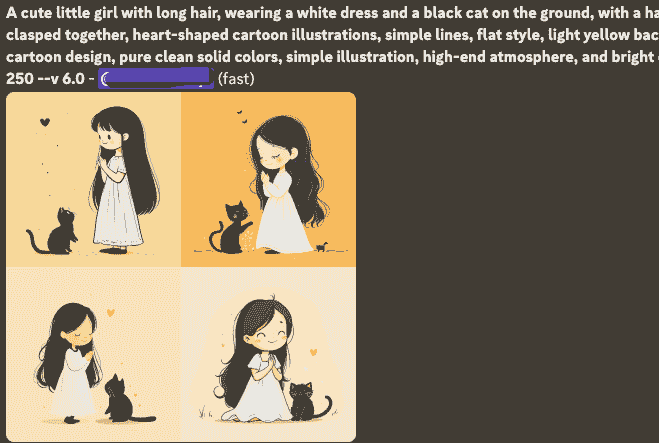 A cute little girl with long hair, wearing a white dress and a black cat on the ground, with a
clasped together, heart-shaped cartoon illustrations, simple lines, flat style, light yellow
cartoon design, pure clean solid colors, simple illustration, high-end atmosphere, and bright
250 --v 6.0 - (fast)